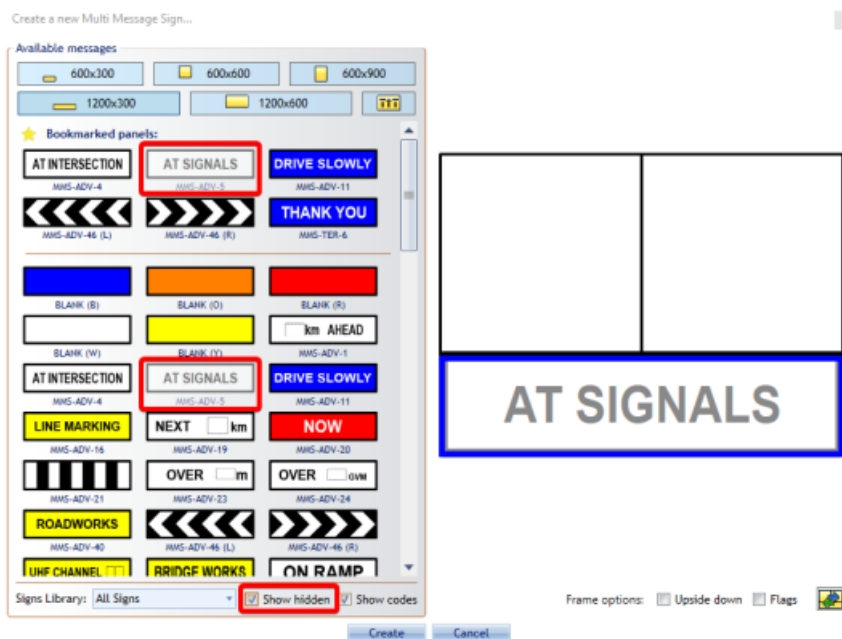 Create a new Multi Message Sign...
Available messages
600x300 600x600 600x900
1200x300 1200x600
Bookmarked panels:
AT INTERSECTION AT SIGNALS DRIVE SLOWLY
MMS-ADV-4 MMS-ADV-5 MMS-ADV-11
THANK YOU
MMS-ADV-46 (L) MMS-ADV-46 (R) MMS-TER-6
BLANK (B) BLANK (O) BLANK (R)
km AHEAD
BLANK (W) BLANK (Y) MMS-ADV-1
AT INTERSECTION AT SIGNALS DRIVE SLOWLY
MMS-ADV-4 MMS-ADV-5 MMS-ADV-11
AT SIGNALS
LINE MARKING NEXT km NOW
MMS-ADV-16 MMS-ADV-19 MMS-ADV-20
OVER m OVER GVM
MMS-ADV-21 MMS-ADV-23 MMS-ADV-24
ROADWORKS
MMS-ADV-40 MMS-ADV-46 (L) MMS-ADV-46 (R)
UHF CHANNEL BRIDGE WORKS ON RAMP
Signs Library: All Signs Show hidden Show codes
Frame options: Upside down Flags
Create Cancel